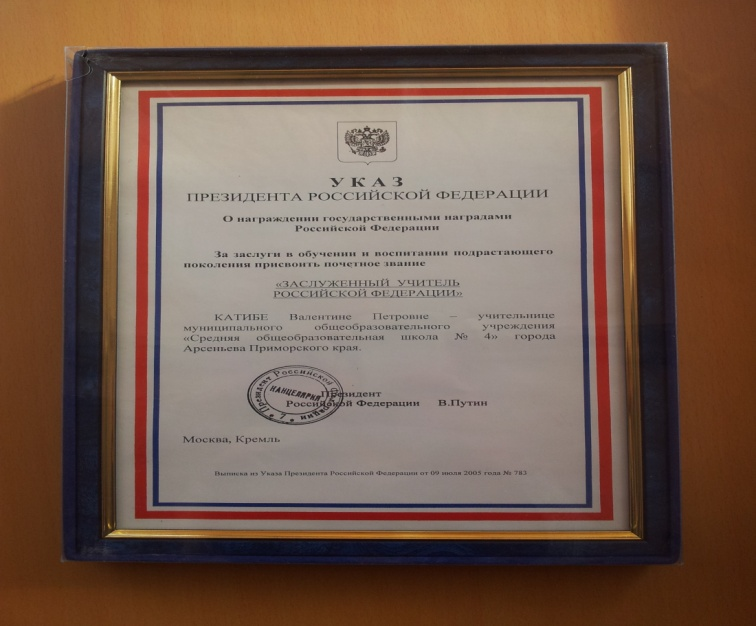 УКАЗ
ПРЕЗИДЕНТА РОССИЙСКОЙ ФЕДЕРАЦИИ
О награждении государственными наградами
Российской Федерации
За заслуги в обучении и воспитании подрастающего
поколения присвоить почетное звание
«ЗАСЛУЖЕННЫЙ УЧИТЕЛЬ
РОССИЙСКОЙ ФЕДЕРАЦИИ»
КАТИБЕ Валентине Петровне – учительнице
муниципального общеобразовательного учреждения
«Средняя общеобразовательная школа № 4» города
Арсеньева Приморского края.
Президент Российской
КАНЦЕЛЯРИЯ
Президент
Российской Федерации В.Путин
Москва, Кремль
Выписка из Указа Президента Российской Федерации от 09 июля 2005 года № 783